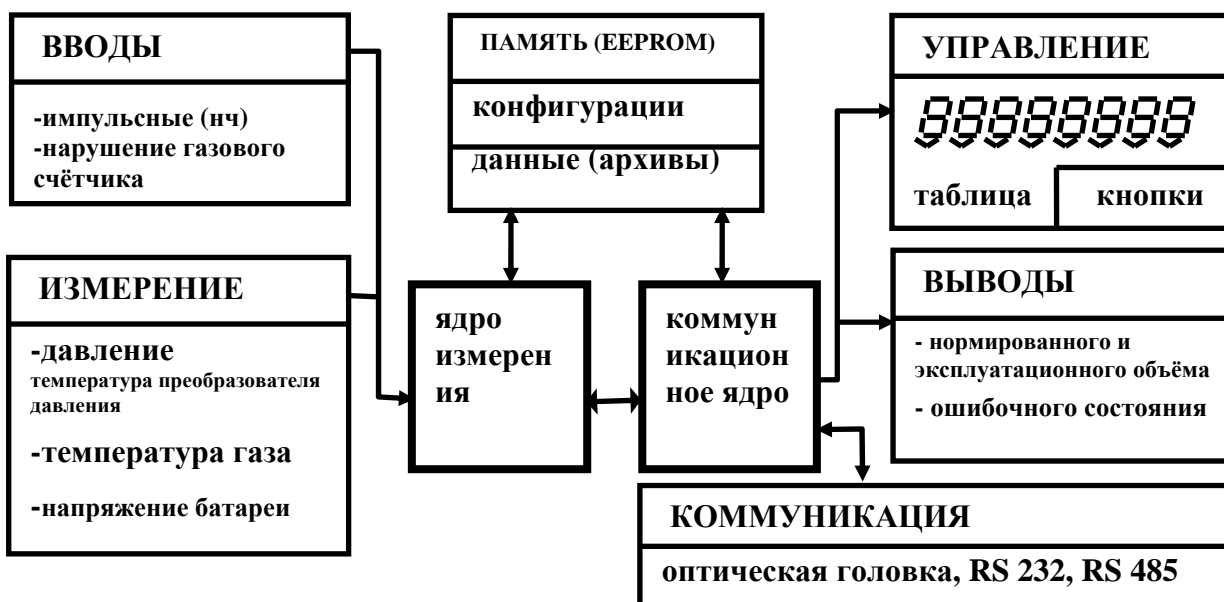 ВВОДЫ
-импульсные (нч)
-нарушение газового
счётчика
ИЗМЕРЕНИЕ
-давление
температура преобразователя
давления
-температура газа
-напряжение батареи
ПАМЯТЬ (EEPROM)
конфигурации
данные (архивы)
ядро
измерен
ия
коммун
икацион
ное ядро
УПРАВЛЕНИЕ
88888888
таблица
кнопки
ВЫВОДЫ
- нормированного и
эксплуатационного объёма
- ошибочного состояния
КОММУНИКАЦИЯ
оптическая головка, RS 232, RS 485